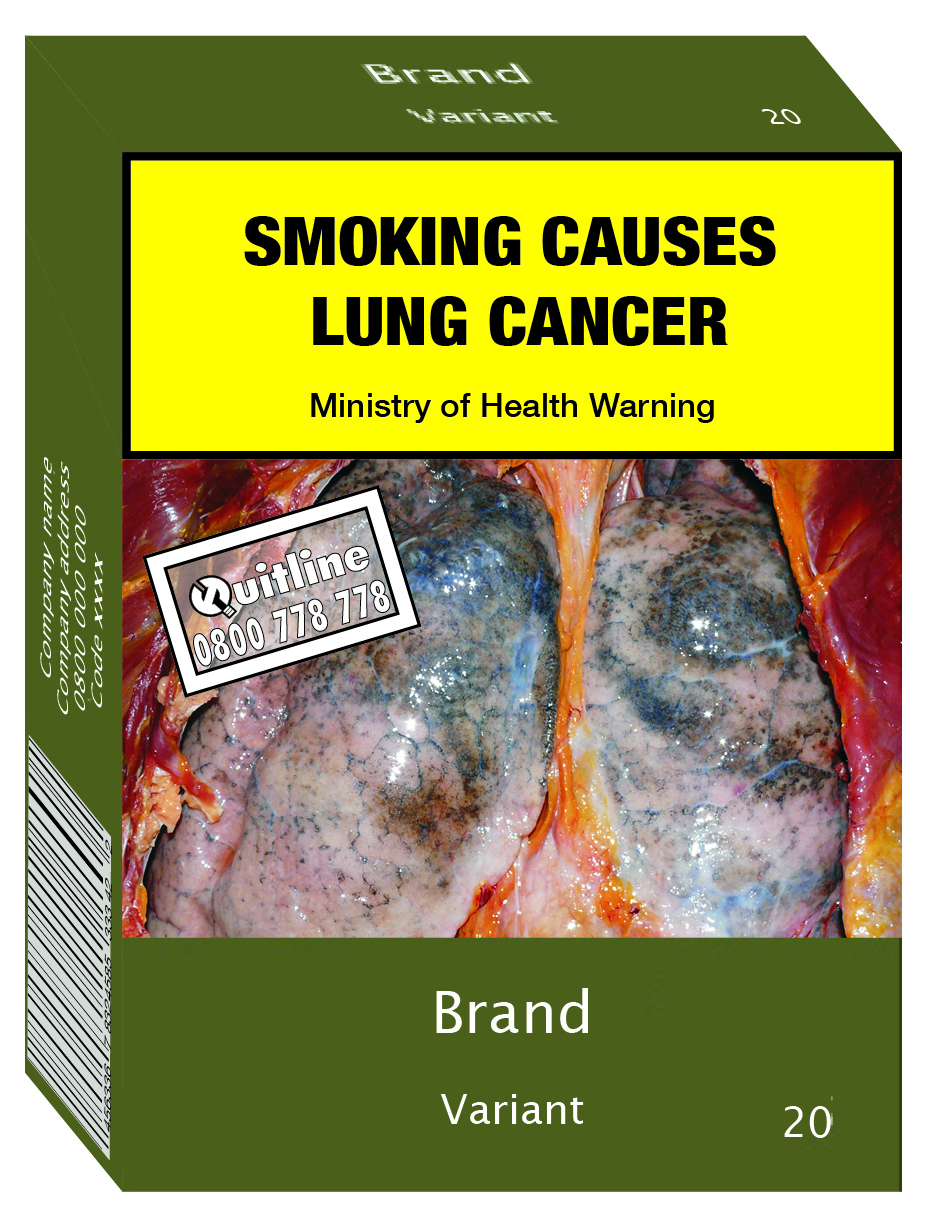 Brand
Variant
20
SMOKING CAUSES
LUNG CANCER
Ministry of Health Warning
Quitline
0800 778 778
Company name
Company address
0800 000 000
Code xxxx
Brand
Variant
20